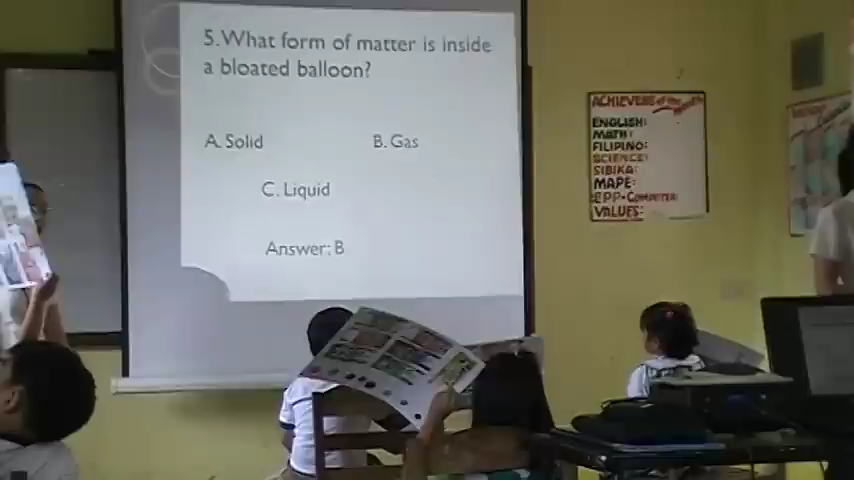 5. What form of matter is inside
a bloated balloon?
A. Solid
B. Gas
C. Liquid
Answer: B
ACHIEVERS of the Month
ENGLISH:
MATH:
FILIPINO:
SCIENCE:
SIBIKA:
MAPE:
EPP-COMPUTER
VALUES: